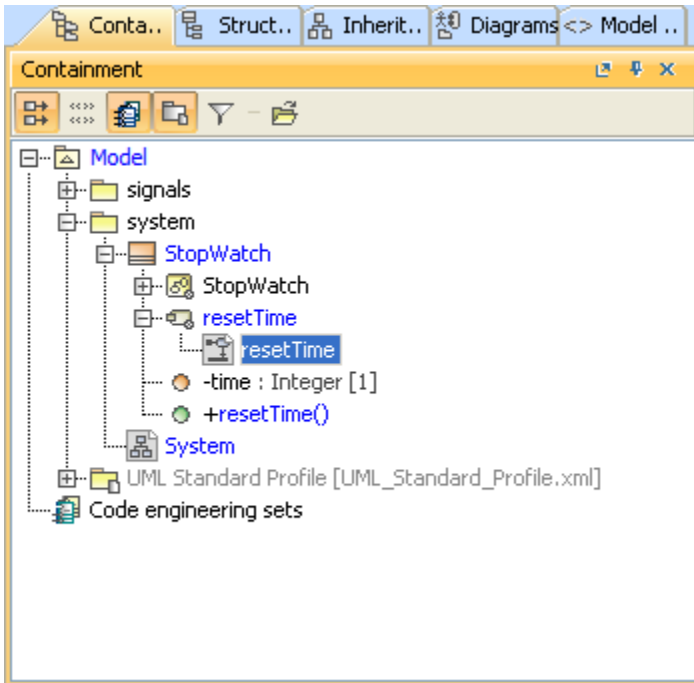 Conta.. Struct.. Inherit.. Diagrams <> Model ..
Containment
Model
signals
system
StopWatch
StopWatch
resetTime
resetTime
-time : Integer [1]
+resetTime()
System
UML Standard Profile [UML_Standard_Profile.xml]
Code engineering sets